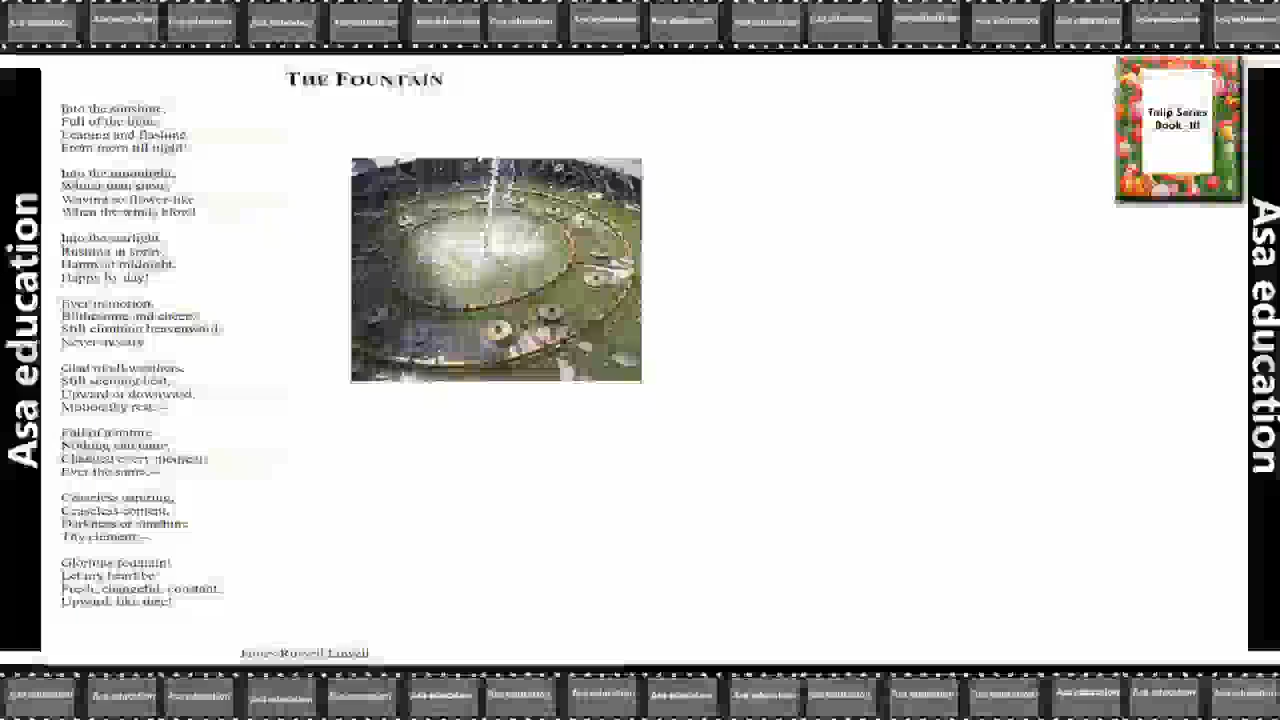 THE FOUNTAIN
Into the sunshine,
Full of the light,
Leaping and flashing
From morn till night!
Into the moonlight,
Whiter than snow,
Waving so flower-like
When the winds blow!
Into the starlight,
Rushing in spray,
Happy at midnight,
Happy by day!
Ever in motion,
Blithesome and cheery,
Still climbing heavenward,
Never aweary
Glad of all weathers,
Still seeming best,
Upward or downward,
Motion thy rest.—
Full of a nature
Nothing can tame,
Changed every moment,
Ever the same,—
Ceaseless aspiring,
Ceaseless content,
Darkness or sunshine
Thy element—
Glorious fountain!
Let my heart be
Fresh, changeful, constant,
Upward, like thee!
James Russell Lowell
Tulip Series
Book -III
Asa education
Asa education